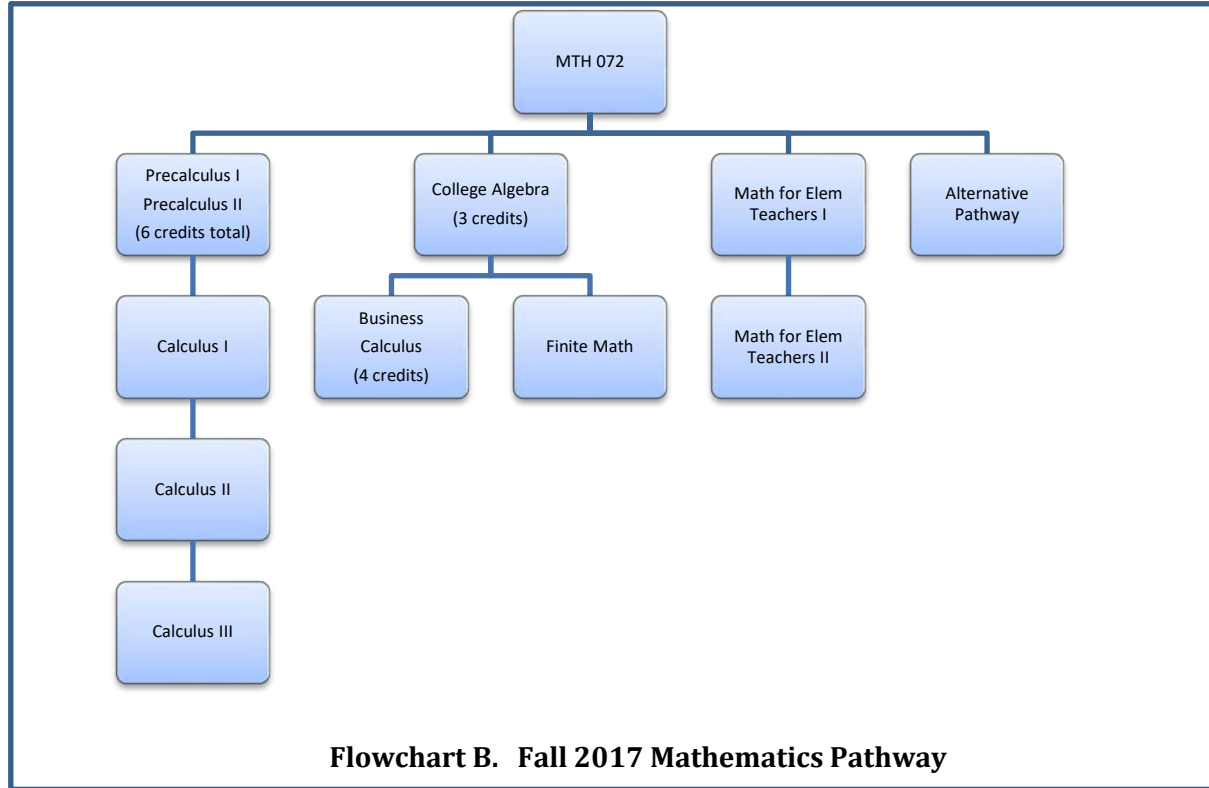 MTH 072
Precalculus I
Precalculus II
(6 credits total)
College Algebra
(3 credits)
Math for Elem
Teachers I
Alternative
Pathway
Calculus I
Business
Calculus
(4 credits)
Finite Math
Math for Elem
Teachers II
Calculus II
Calculus III
Flowchart B. Fall 2017 Mathematics Pathway